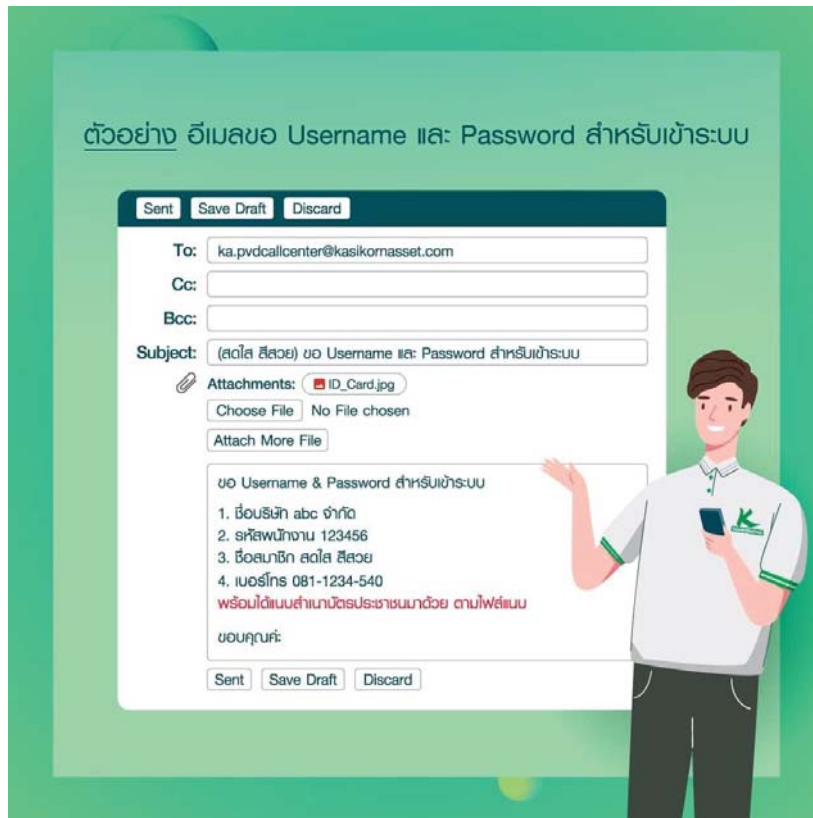 ตัวอย่าง อีเมลขอ Username และ Password สำหรับเข้าระบบ
Sent Save Draft Discard
To: ka.pvdcallcenter@kasikornasset.com
Cc:
Bcc:
Subject: (สดใส สีสวย) ขอ Username และ Password สำหรับเข้าระบบ
Attachments: ID_Card.jpg
Choose File No File chosen
Attach More File
ขอ Username & Password สำหรับเข้าระบบ
1. ชื่อบริษัท abc จำกัด
2. รหัสพนักงาน 123456
3. ชื่อสมาชิก สดใส สีสวย
4. เบอร์โทร 081-1234-540
พร้อมได้แนบสำเนาบัตรประชาชนมาด้วย ตามไฟล์แนบ
ขอบคุณค่ะ
Sent Save Draft Discard
K